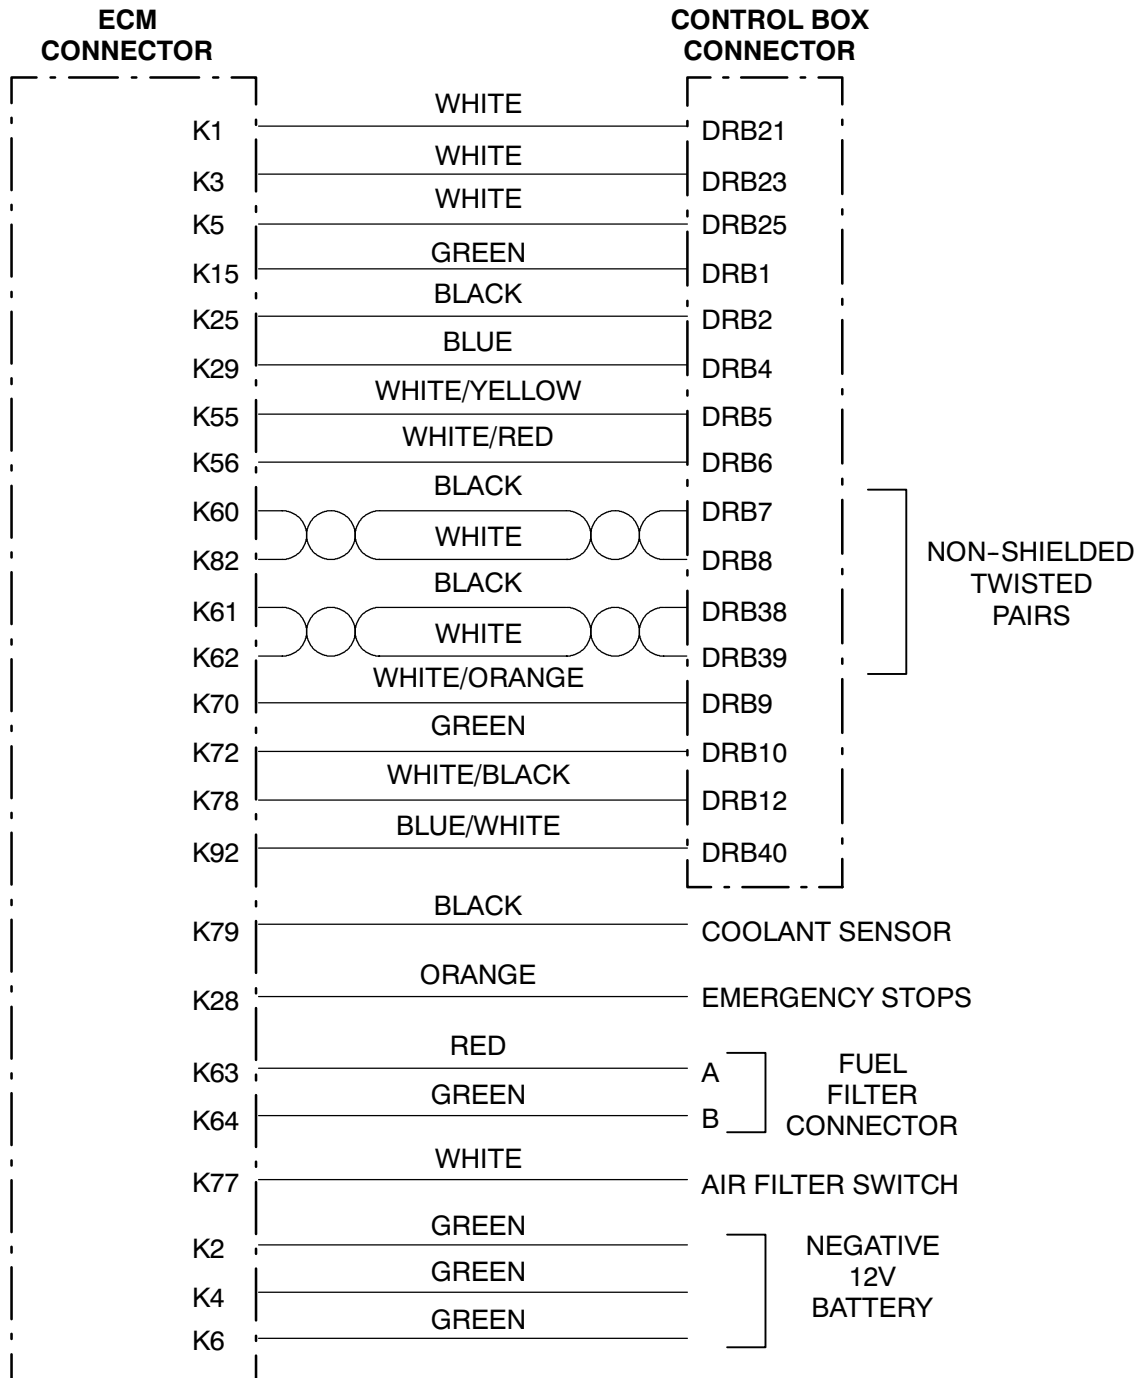 ECM
CONNECTOR
CONTROL BOX
CONNECTOR
WHITE
K1
DRB21
WHITE
K3
DRB23
WHITE
K5
DRB25
GREEN
K15
DRB1
BLACK
K25
DRB2
BLUE
K29
DRB4
WHITE/YELLOW
K55
DRB5
WHITE/RED
K56
DRB6
BLACK
K60
DRB7
WHITE
K82
DRB8
BLACK
K61
DRB38
WHITE
K62
DRB39
NON-SHIELDED
TWISTED
PAIRS
WHITE/ORANGE
K70
DRB9
GREEN
K72
DRB10
WHITE/BLACK
K78
DRB12
BLUE/WHITE
K92
DRB40
BLACK
K79
COOLANT SENSOR
ORANGE
K28
EMERGENCY STOPS
RED
K63
A
GREEN
K64
B
FUEL
FILTER
CONNECTOR
WHITE
K77
AIR FILTER SWITCH
GREEN
K2
GREEN
K4
GREEN
K6
NEGATIVE
12V
BATTERY